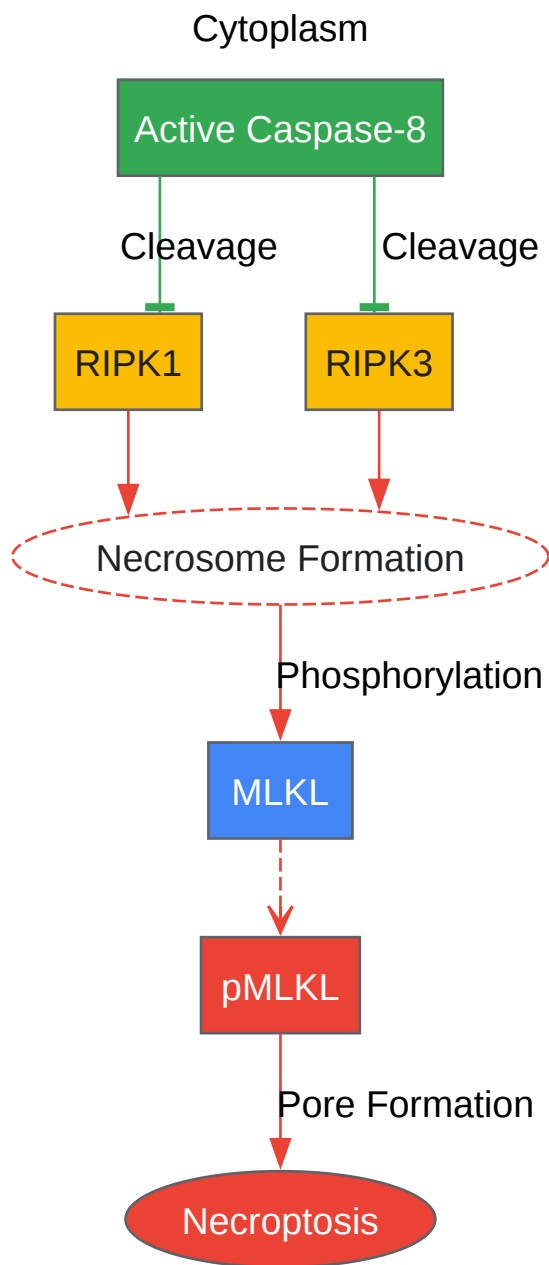 Cytoplasm
Active Caspase-8
Cleavage
Cleavage
RIPK1
RIPK3
Necrosome Formation
Phosphorylation
MLKL
pMLKL
Pore Formation
Necroptosis